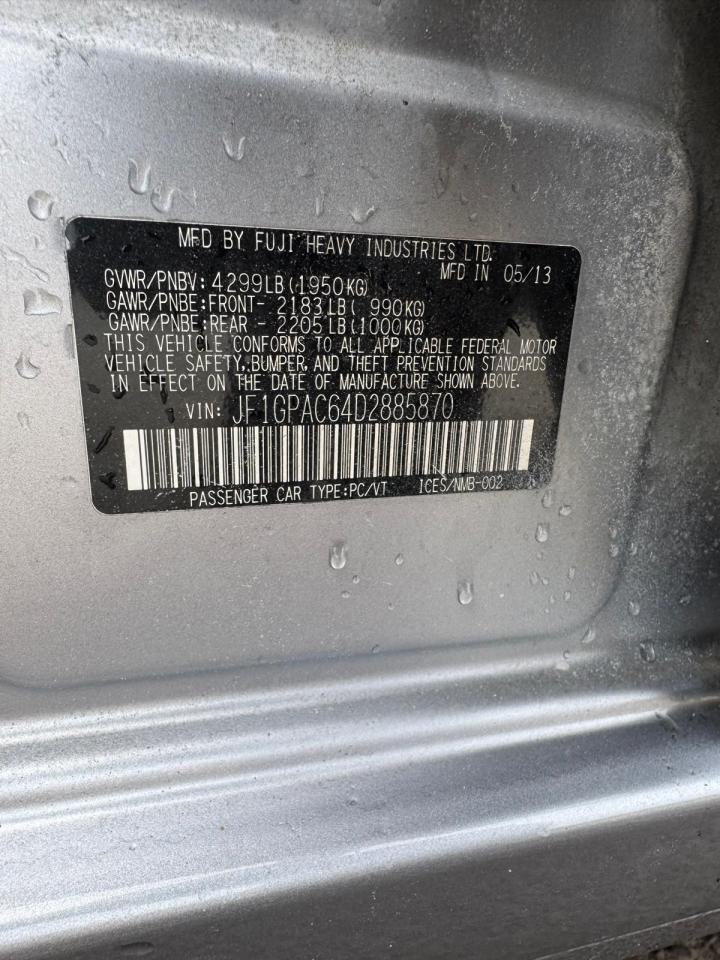 MFD BY FUJI HEAVY INDUSTRIES LTD.
MFD IN 05/13
GVWR/PNBV: 4299LB(1950KG)
GAWR/PNBE:FRONT- 2183LB( 990KG)
GAWR/PNBE:REAR - 2205LB(1000KG)
THIS VEHICLE CONFORMS TO ALL APPLICABLE FEDERAL MOTOR
VEHICLE SAFETY, BUMPER, AND THEFT PREVENTION STANDARDS
IN EFFECT ON THE DATE OF MANUFACTURE SHOWN ABOVE.
VIN: JF1GPAC64D2885870
PASSENGER CAR TYPE:PC/VT ICES/NMB-002